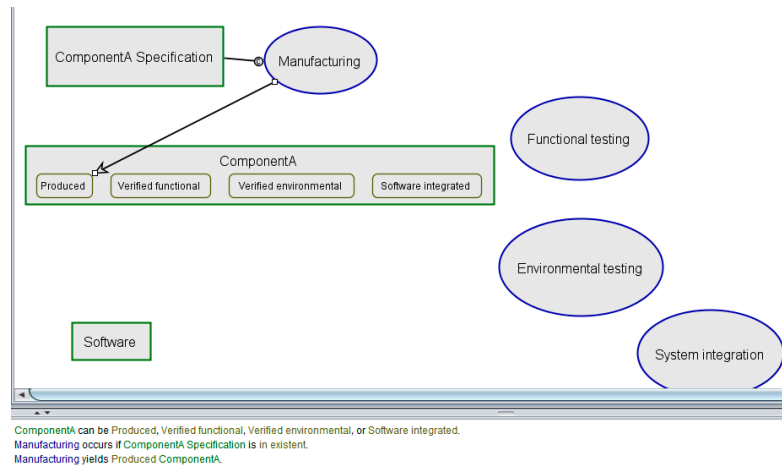 ComponentA Specification
Manufacturing
Functional testing
ComponentA
Produced
Verified functional
Verified environmental
Software integrated
Environmental testing
Software
System integration
ComponentA can be Produced, Verified functional, Verified environmental, or Software integrated.
Manufacturing occurs if ComponentA Specification is in existent.
Manufacturing yields Produced ComponentA.